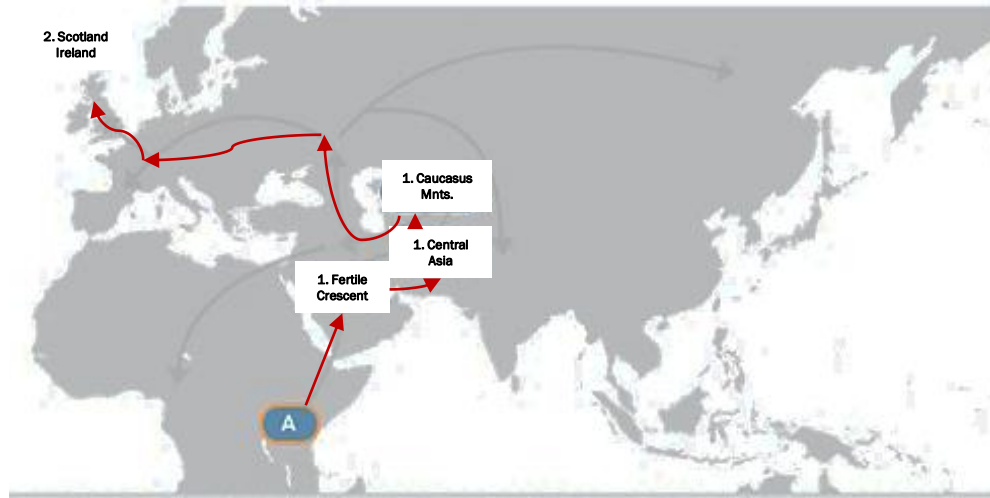 2. Scotland
Ireland
1. Caucasus
Mnts.
1. Central
Asia
1. Fertile
Crescent
A